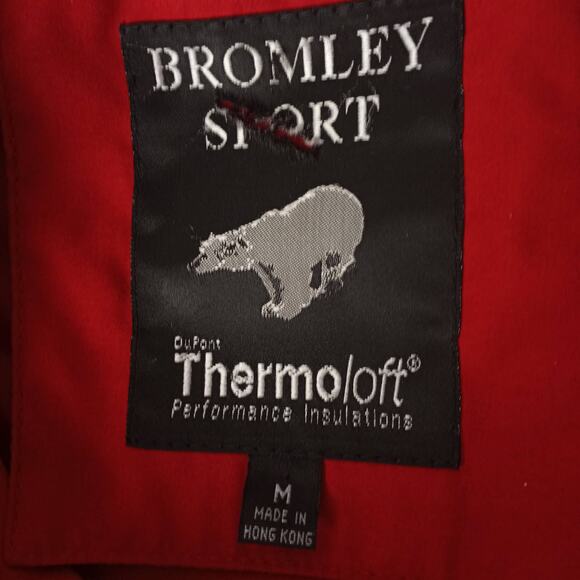 BROMLEY
SPORT
DuPont
Thermoloft®
Performance Insulations
M
MADE IN
HONG KONG